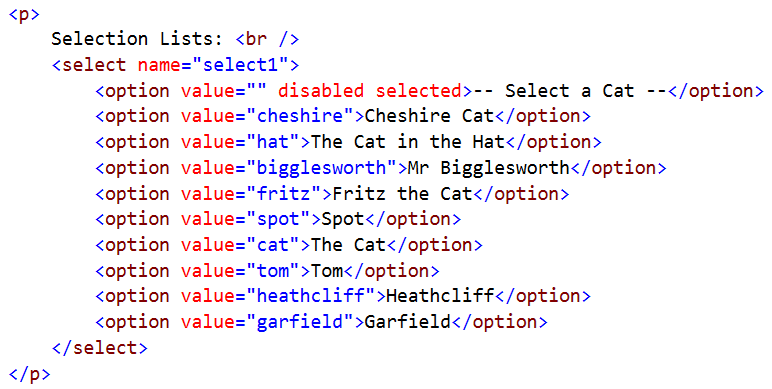 <p>
    Selection Lists: <br />
    <select name="select1">
        <option value="" disabled selected>-- Select a Cat --</option>
        <option value="cheshire">Cheshire Cat</option>
        <option value="hat">The Cat in the Hat</option>
        <option value="bigglesworth">Mr Bigglesworth</option>
        <option value="fritz">Fritz the Cat</option>
        <option value="spot">Spot</option>
        <option value="cat">The Cat</option>
        <option value="tom">Tom</option>
        <option value="heathcliff">Heathcliff</option>
        <option value="garfield">Garfield</option>
    </select>
</p>